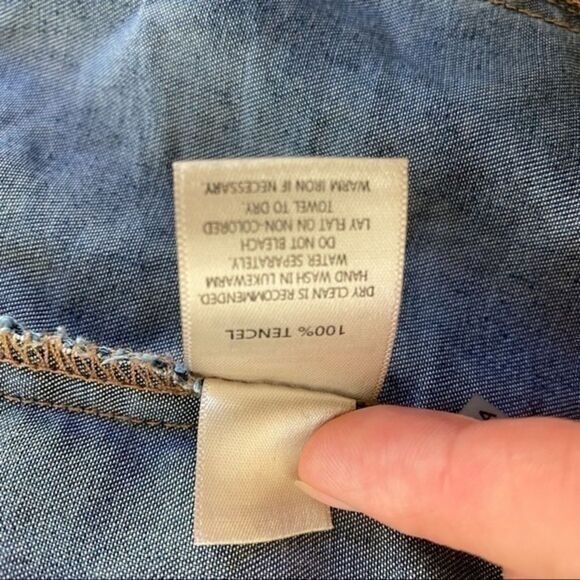 100% TENCEL
DRY CLEAN IS RECOMMENDED.
HAND WASH IN LUKEWARM
WATER SEPARATELY.
DO NOT BLEACH
LAY FLAT ON NON-COLORED
TOWEL TO DRY.
WARM IRON IF NECESSARY.